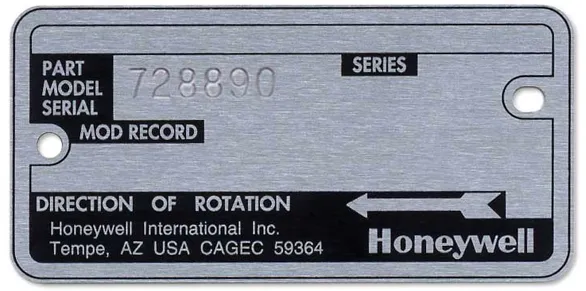 PART 728890 SERIES
MODEL
SERIAL
MOD RECORD
DIRECTION OF ROTATION
Honeywell International Inc.
Tempe, AZ USA CAGEC 59364
Honeywell